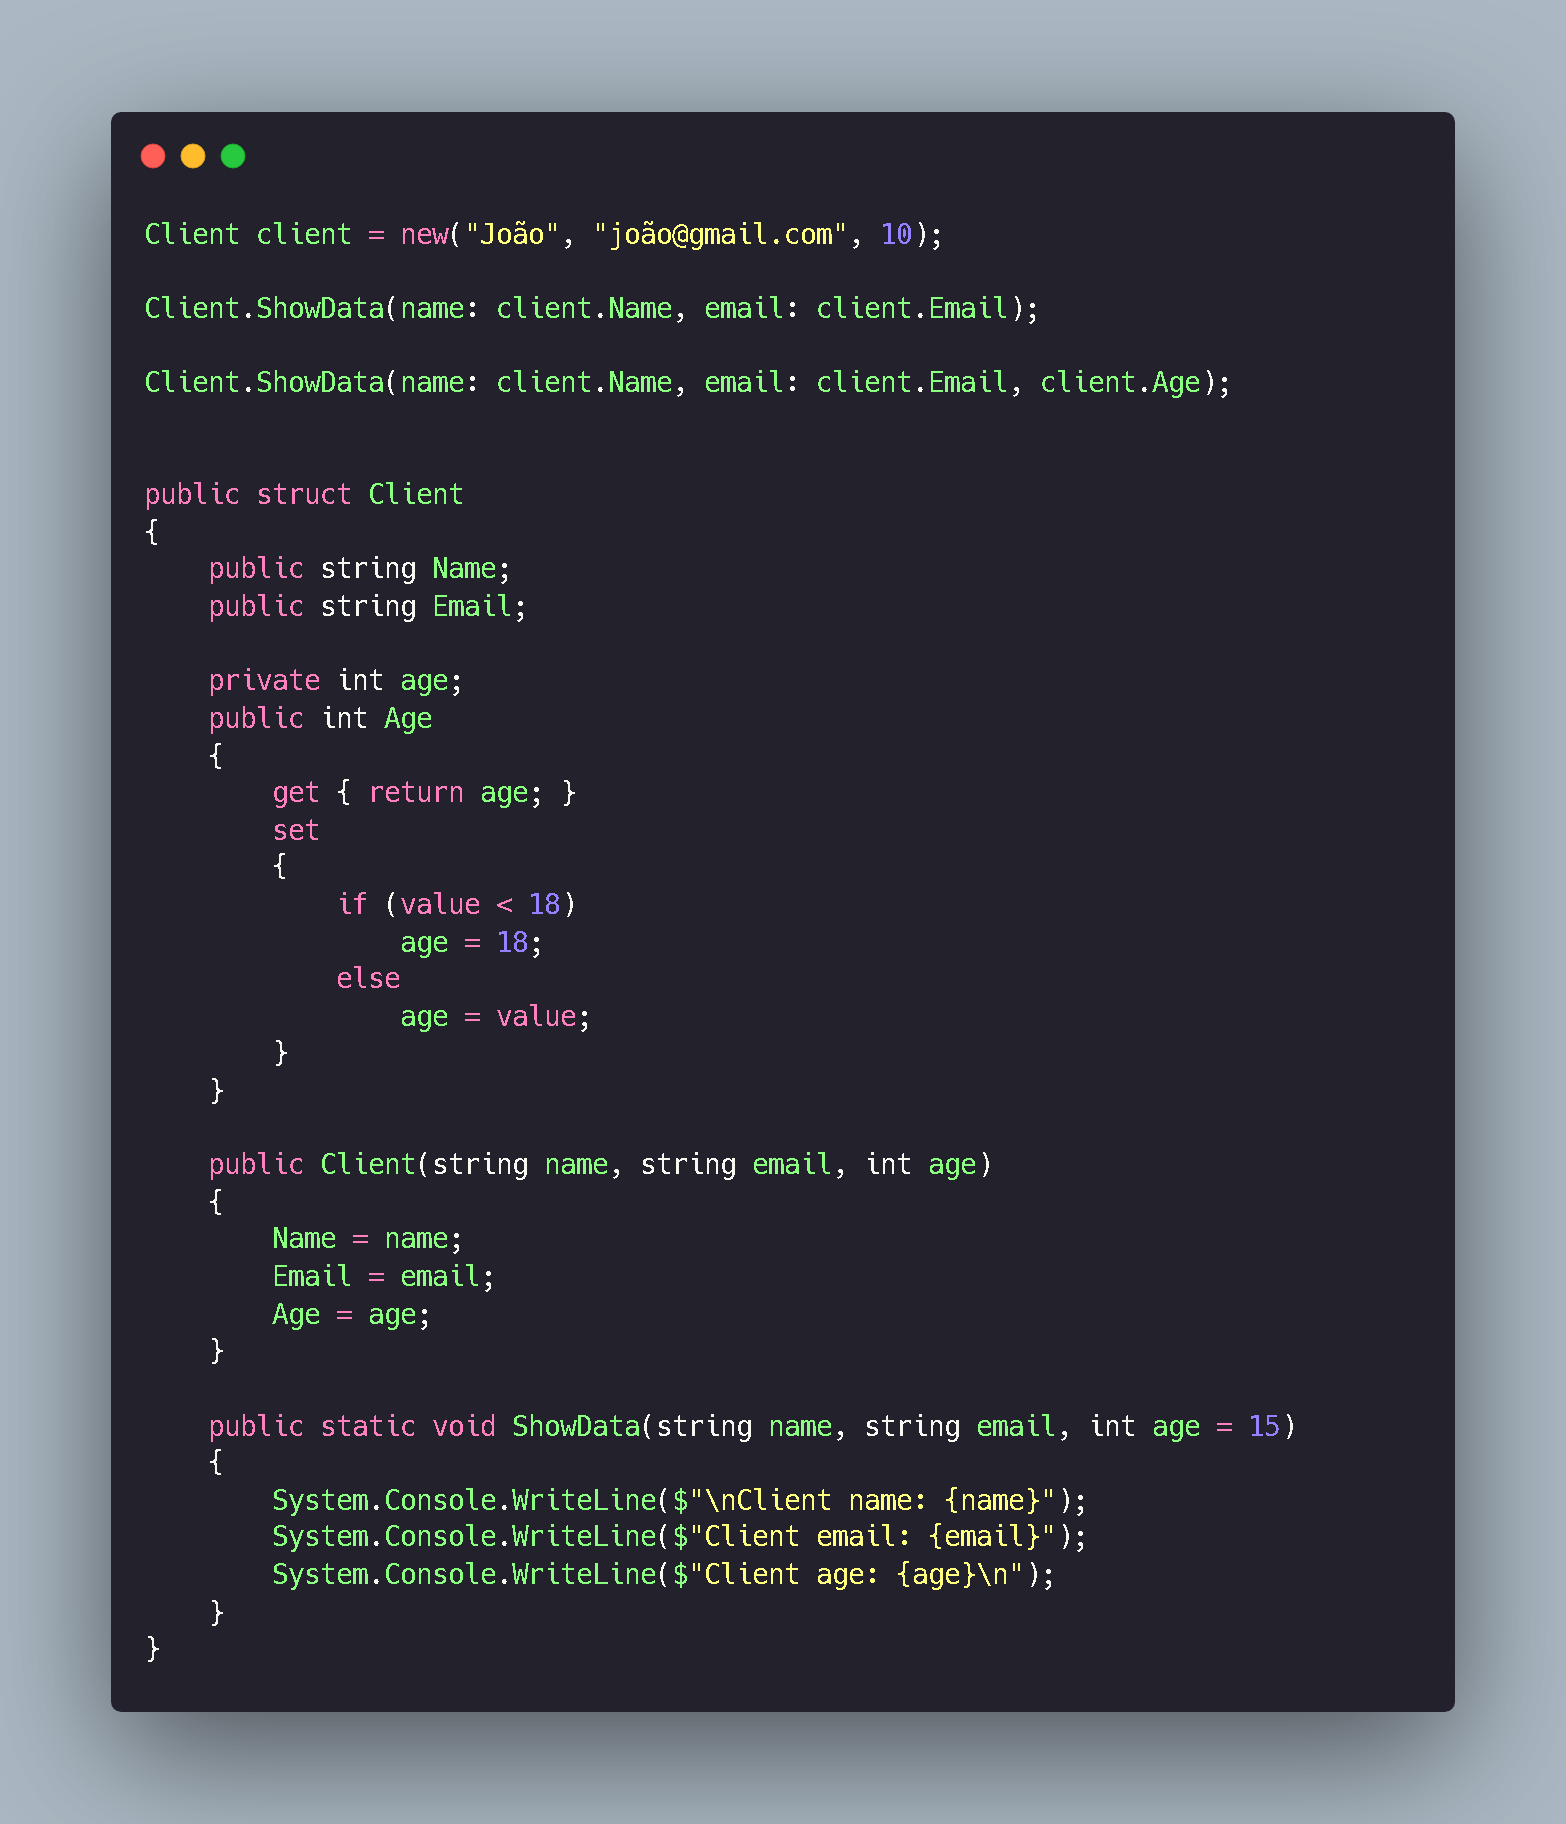 Client client = new("João", "joão@gmail.com", 10);
Client.ShowData(name: client.Name, email: client.Email);
Client.ShowData(name: client.Name, email: client.Email, client.Age);
public struct Client
{
    public string Name;
    public string Email;
    private int age;
    public int Age
    {
        get { return age; }
        set
        {
            if (value < 18)
                age = 18;
            else
                age = value;
        }
    }
    public Client(string name, string email, int age)
    {
        Name = name;
        Email = email;
        Age = age;
    }
    public static void ShowData(string name, string email, int age = 15)
    {
        System.Console.WriteLine($"\nClient name: {name}");
        System.Console.WriteLine($"Client email: {email}");
        System.Console.WriteLine($"Client age: {age}\n");
    }
}